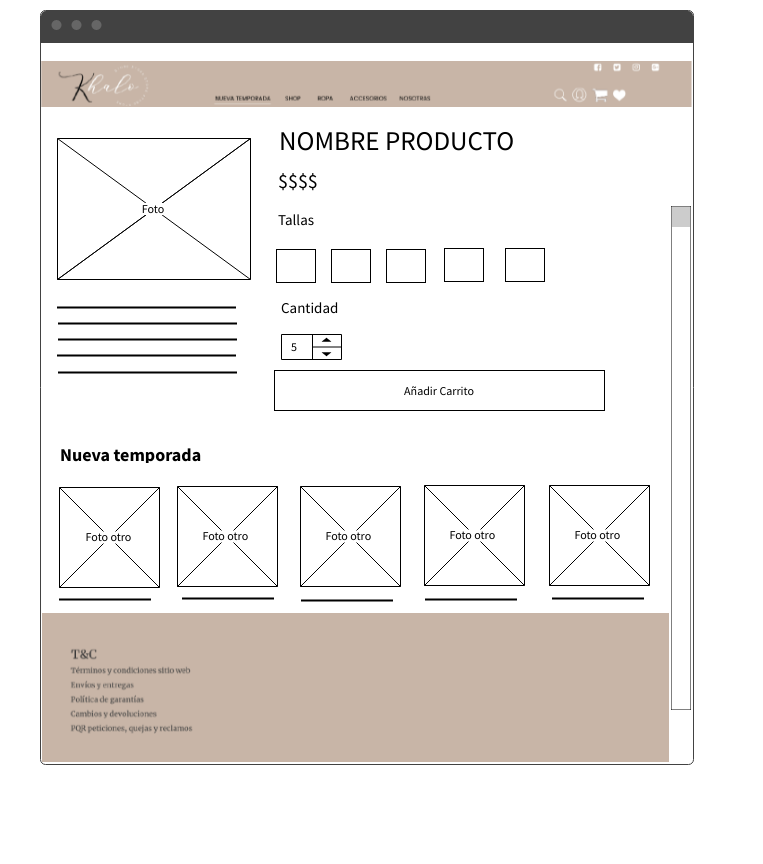 Khalo
NUEVA TEMPORADA SHOP ROPA ACCESORIOS NOSOTRAS
NOMBRE PRODUCTO
$$$$
Foto
Tallas
Cantidad
5
Añadir Carrito
Nueva temporada
Foto otro Foto otro Foto otro Foto otro Foto otro
T&C
Términos y condiciones sitio web
Envíos y entregas
Política de garantías
Cambios y devoluciones
PQR peticiones, quejas y reclamos